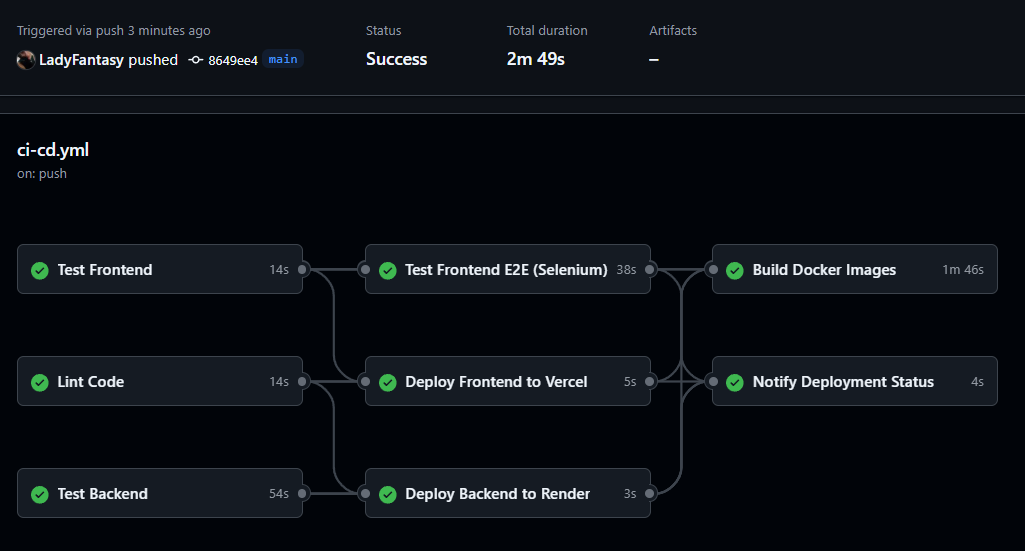 Triggered via push 3 minutes ago
LadyFantasy pushed 8649ee4 main
Status
Success
Total duration
2m 49s
Artifacts
–
ci-cd.yml
on: push
Test Frontend 14s
Test Frontend E2E (Selenium) 38s
Build Docker Images 1m 46s
Lint Code 14s
Deploy Frontend to Vercel 5s
Notify Deployment Status 4s
Test Backend 54s
Deploy Backend to Render 3s